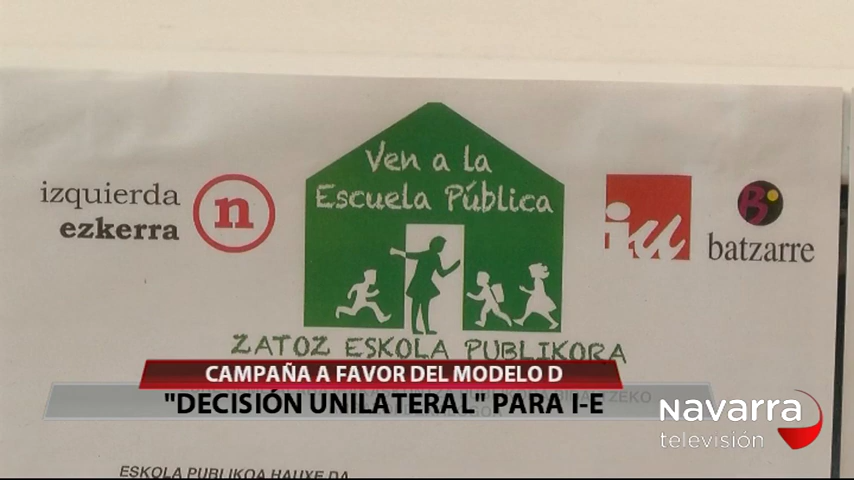 izquierda
ezkerra
n
Ven a la
Escuela Pública
iu
B
batzarre
ZATOZ ESKOLA PUBLIKORA
CAMPAÑA A FAVOR DEL MODELO D
"DECISIÓN UNILATERAL" PARA I-E
Navarra
televisión
ESKOLA PUBLIKOA HAUXE DA